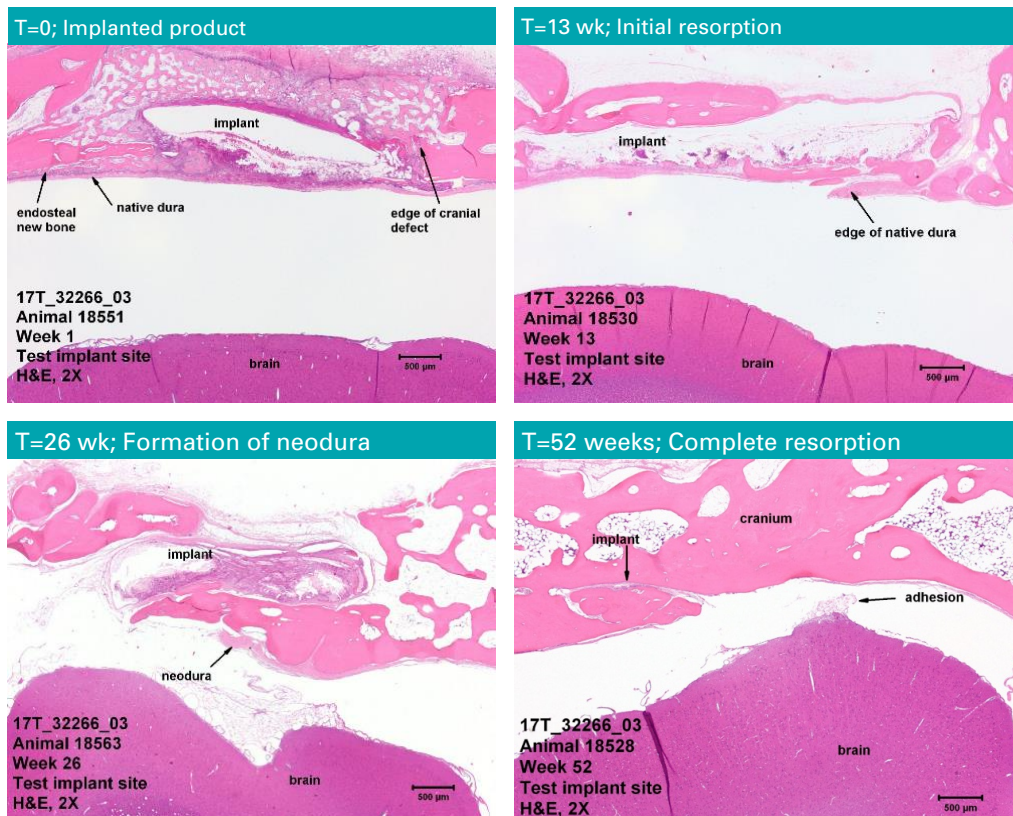 T=0; Implanted product
implant
endosteal
new bone
native dura
edge of cranial
defect
17T_32266_03
Animal 18551
Week 1
Test implant site
H&E, 2X
brain
500 µm
T=13 wk; Initial resorption
implant
edge of native dura
17T_32266_03
Animal 18530
Week 13
Test implant site
H&E, 2X
brain
500 µm
T=26 wk; Formation of neodura
implant
neodura
17T_32266_03
Animal 18563
Week 26
Test implant site
H&E, 2X
brain
500 µm
T=52 weeks; Complete resorption
cranium
implant
adhesion
17T_32266_03
Animal 18528
Week 52
Test implant site
H&E, 2X
brain
500 µm